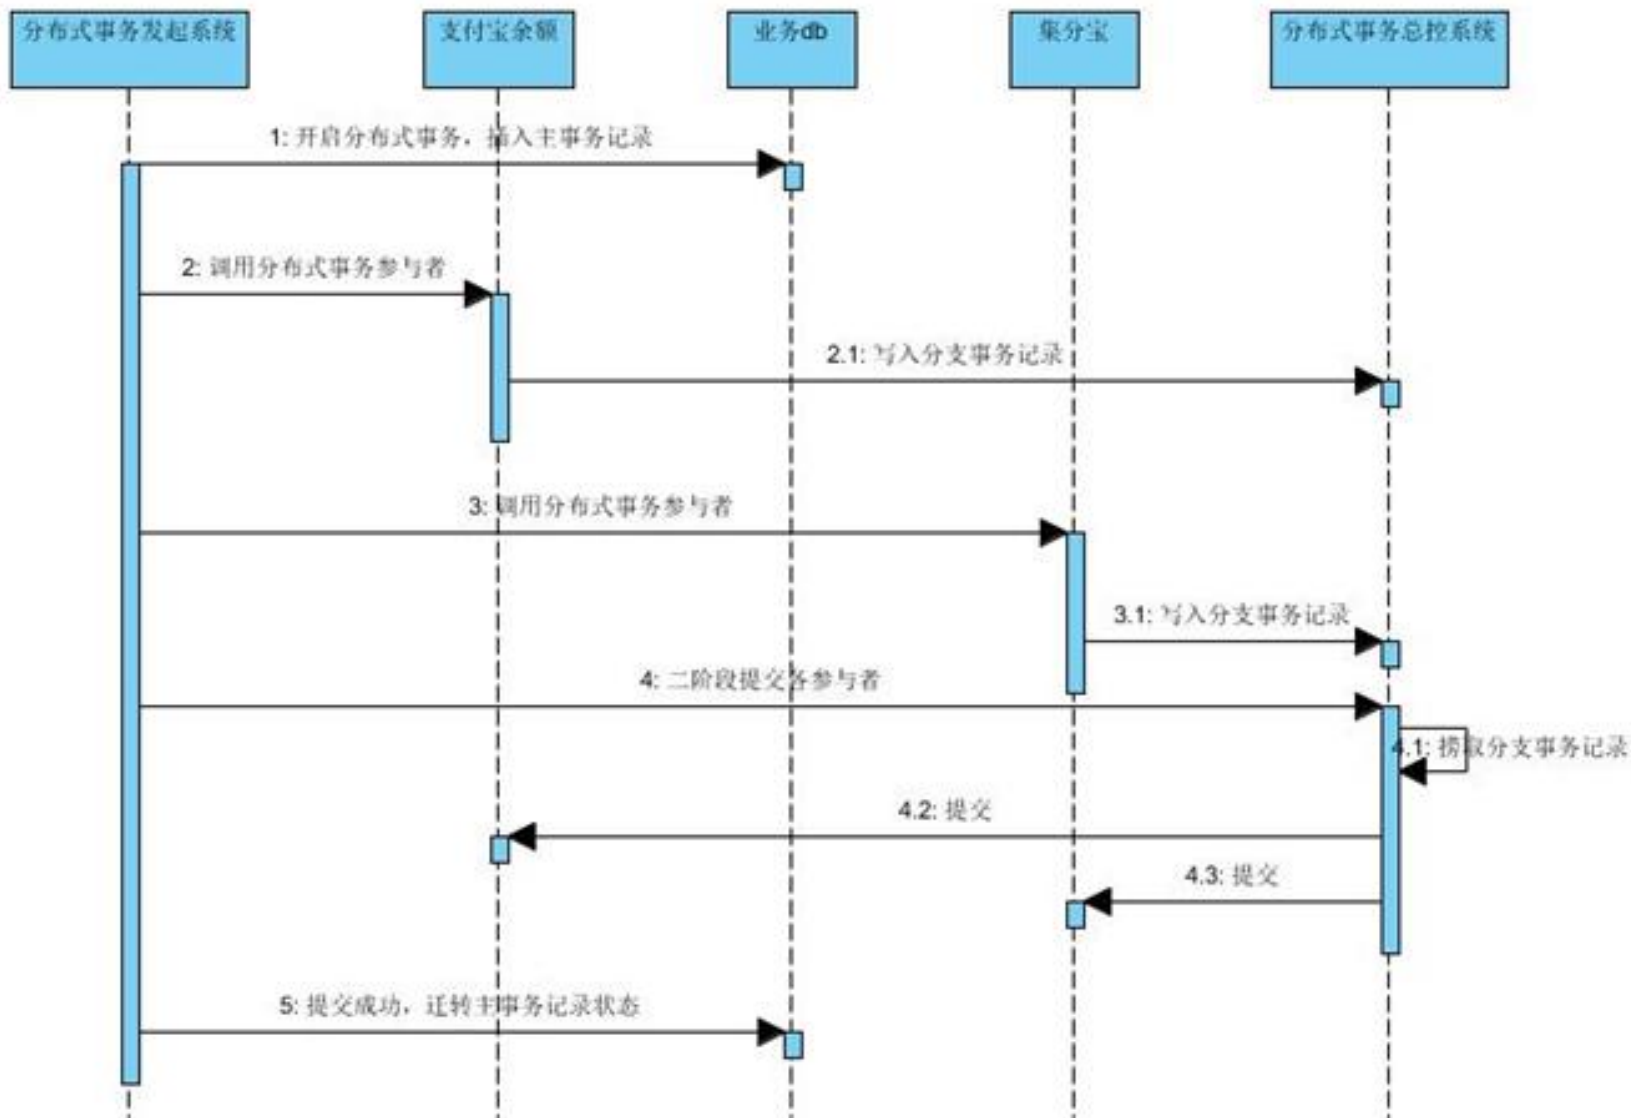 分布式事务发起系统
支付宝余额
业务db
集分宝
分布式事务总控系统
1: 开启分布式事务，插入主事务记录
2: 调用分布式事务参与者
2.1: 写入分支事务记录
3: 调用分布式事务参与者
3.1: 写入分支事务记录
4: 二阶段提交各参与者
4.1: 捞取分支事务记录
4.2: 提交
4.3: 提交
5: 提交成功，迁转主事务记录状态